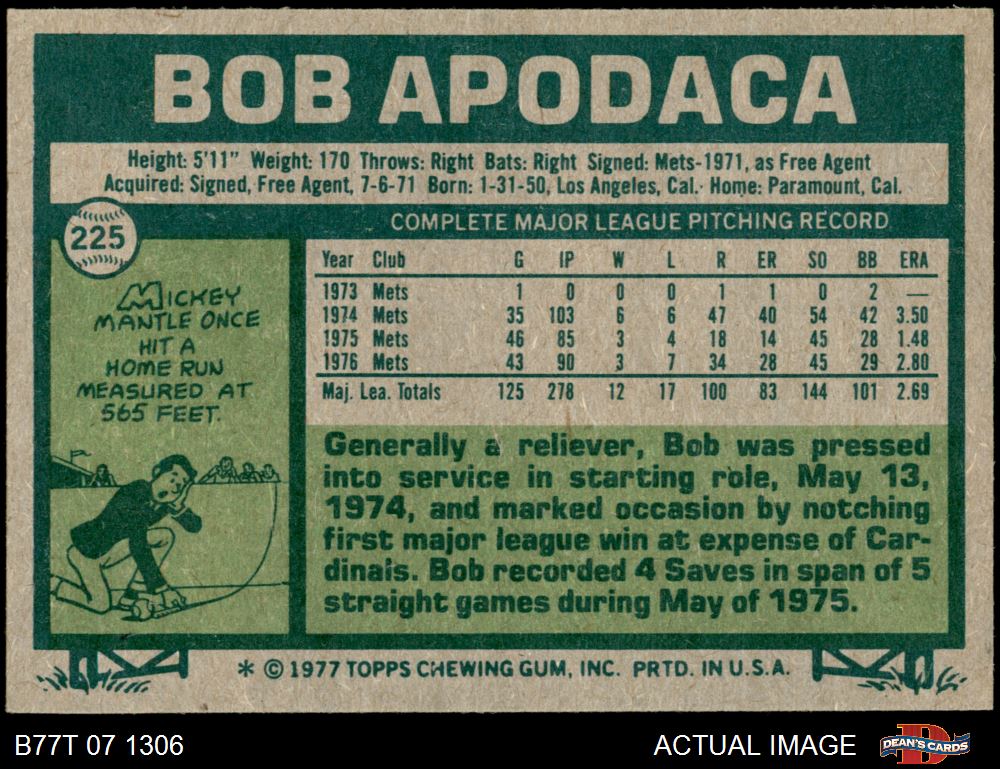 BOB APODACA
Height: 5'11" Weight: 170 Throws: Right Bats: Right Signed: Mets-1971, as Free Agent
Acquired: Signed, Free Agent, 7-6-71 Born: 1-31-50, Los Angeles, Cal. Home: Paramount, Cal.
225
COMPLETE MAJOR LEAGUE PITCHING RECORD
MICKEY
MANTLE ONCE
HIT A
HOME RUN
MEASURED AT
565 FEET.
Year Club G IP W L R ER SO BB ERA
1973 Mets 1 0 0 0 1 1 0 2 —
1974 Mets 35 103 6 6 47 40 54 42 3.50
1975 Mets 46 85 3 4 18 14 45 28 1.48
1976 Mets 43 90 3 7 34 28 45 29 2.80
Maj. Lea. Totals 125 278 12 17 100 83 144 101 2.69
Generally a reliever, Bob was pressed
into service in starting role, May 13,
1974, and marked occasion by notching
first major league win at expense of Car-
dinals. Bob recorded 4 Saves in span of 5
straight games during May of 1975.
* © 1977 TOPPS CHEWING GUM, INC. PRTD. IN U.S.A.
B77T 07 1306
ACTUAL IMAGE
DEAN'S CARDS